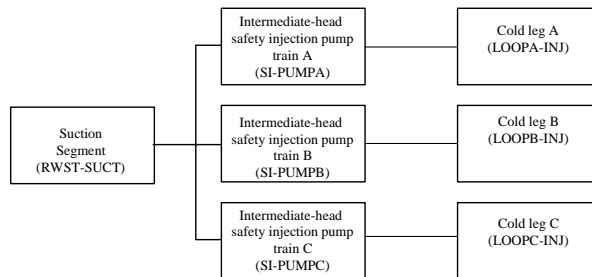 Intermediate-head
safety injection pump
train A
(SI-PUMPA)
Cold leg A
(LOOPA-INJ)
Suction
Segment
(RWST-SUCT)
Intermediate-head
safety injection pump
train B
(SI-PUMPB)
Cold leg B
(LOOPB-INJ)
Intermediate-head
safety injection pump
train C
(SI-PUMPC)
Cold leg C
(LOOPC-INJ)